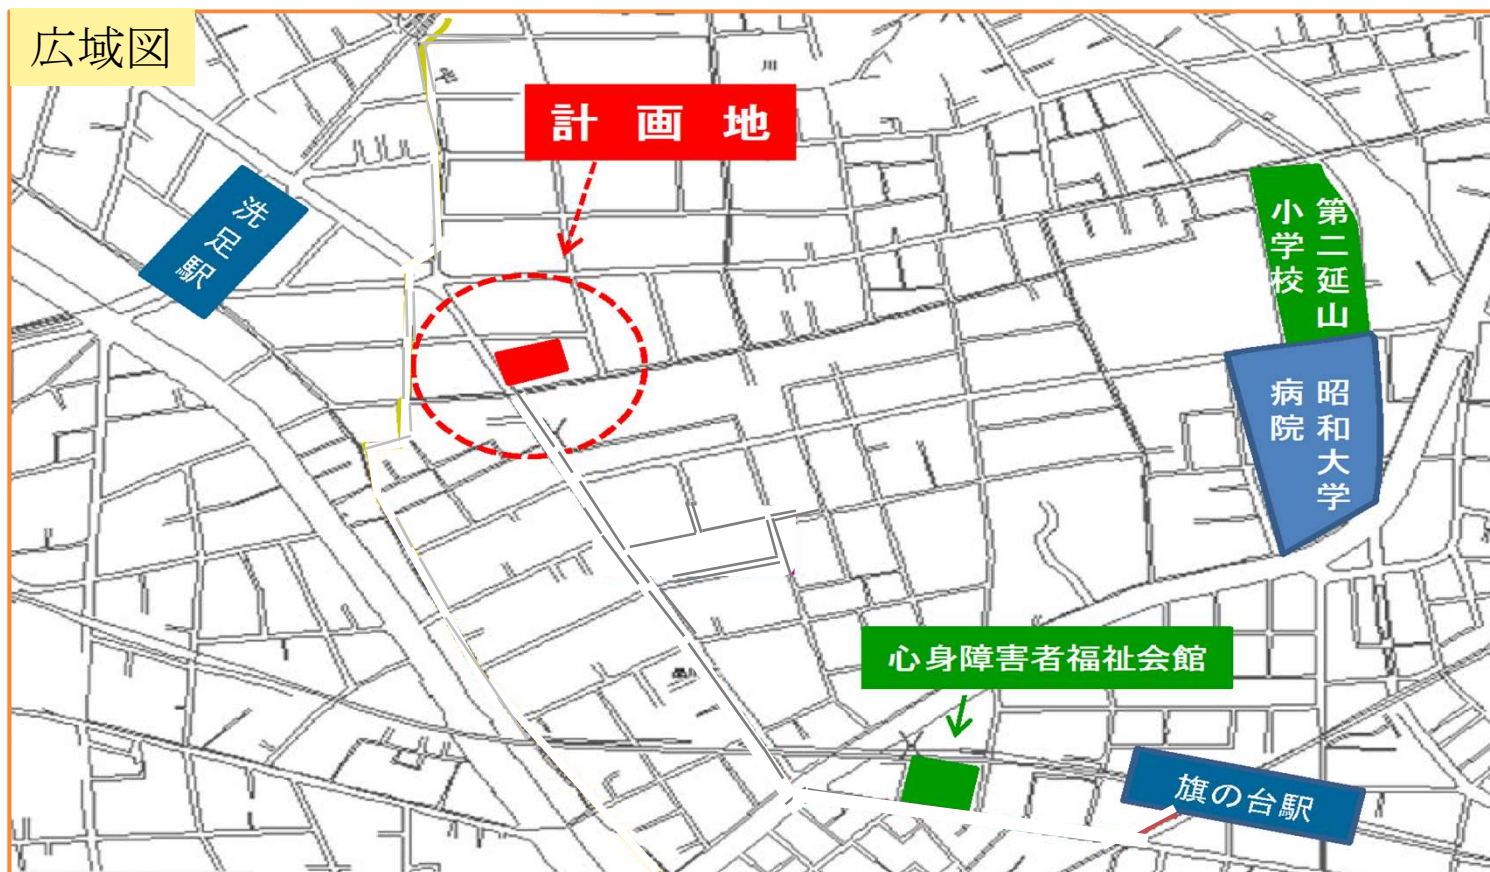 広域図
計画地
洗足駅
第二延山
小学校
昭和大学
病院
心身障害者福祉会館
旗の台駅